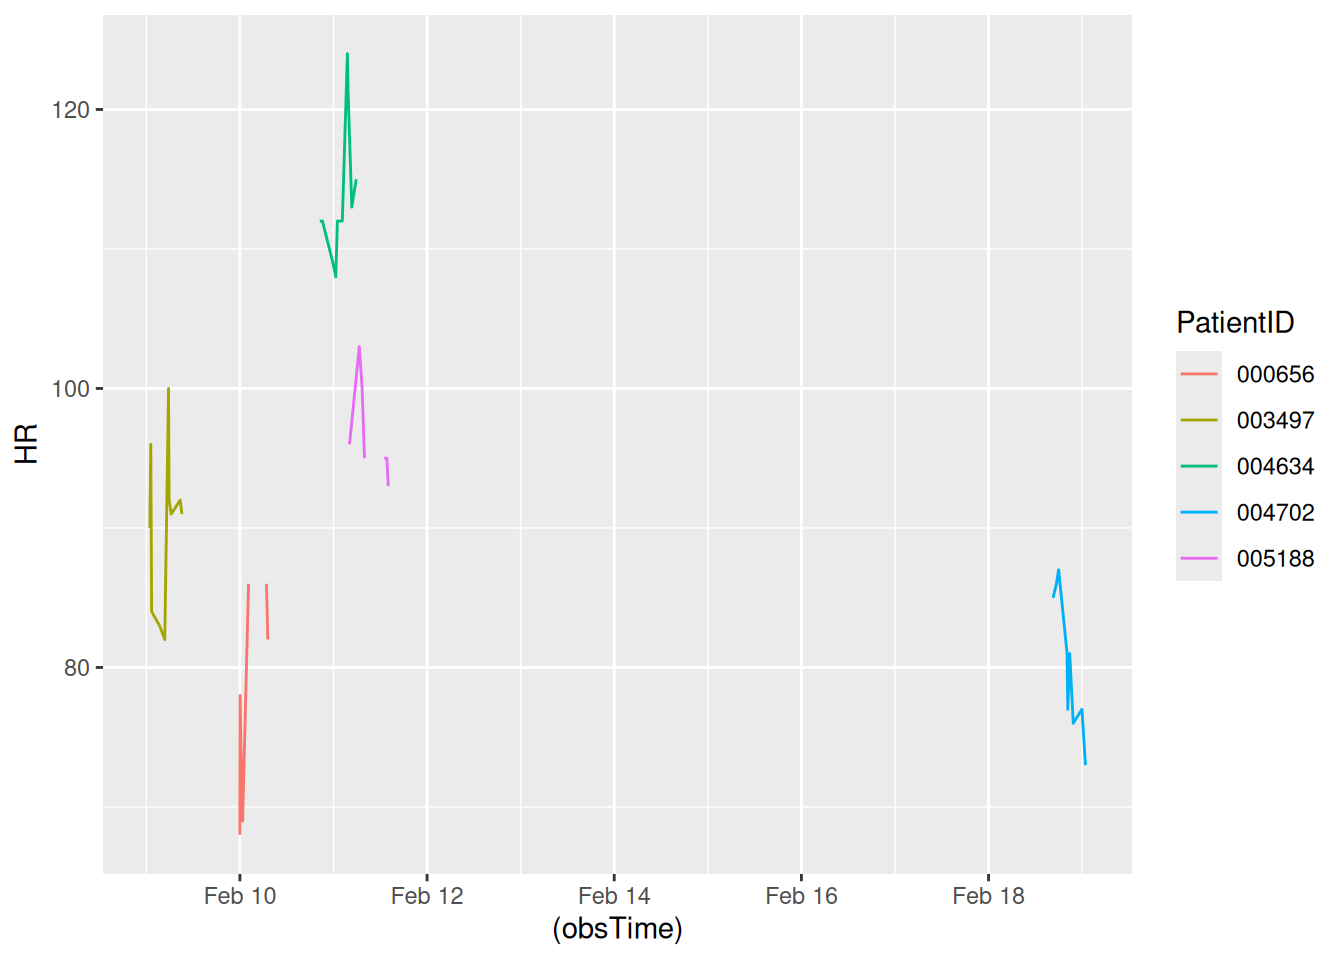 120
100
80
HR
Feb 10
Feb 12
Feb 14
Feb 16
Feb 18
(obsTime)
PatientID
000656
003497
004634
004702
005188